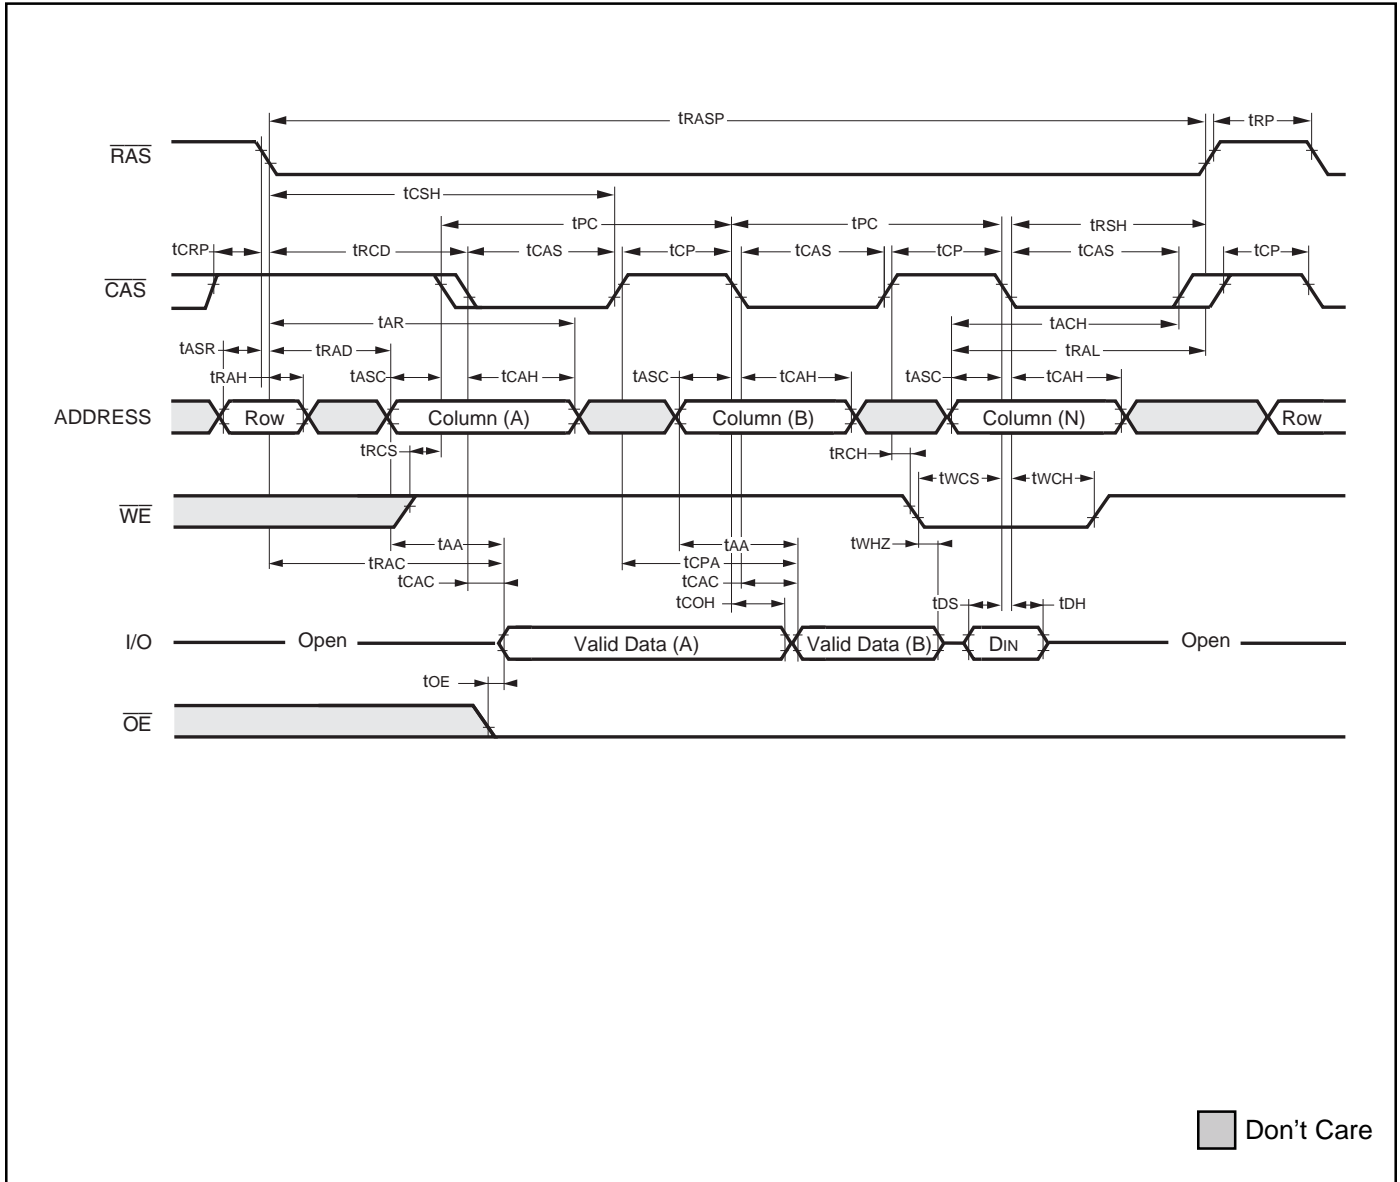 tRASP tRP
RAS
tCSH
tPC tPC tRSH
tCRP tRCD tCAS tCP tCAS tCP tCAS tCP
CAS
tAR tACH
tASR tRAD tRAL
tRAH tASC tCAH tASC tCAH tASC tCAH
ADDRESS Row Column (A) Column (B) Column (N) Row
tRCS tRCH
tWCS tWCH
WE
tAA tAA tWHZ
tRAC tCPA
tCAC tCAC
tCOH tDS tDH
I/O Open Valid Data (A) Valid Data (B) DIN Open
tOE
OE
Don't Care